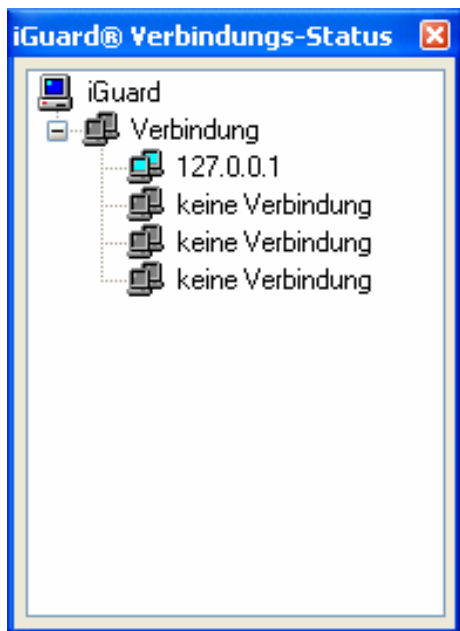 iGuard® Verbindungs-Status
iGuard
Verbindung
127.0.0.1
keine Verbindung
keine Verbindung
keine Verbindung